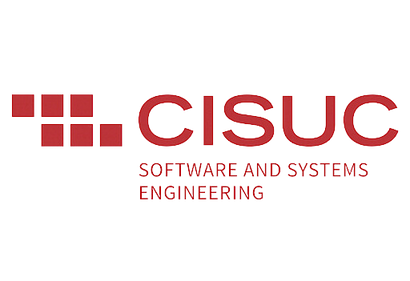 CISUC
SOFTWARE AND SYSTEMS
ENGINEERING